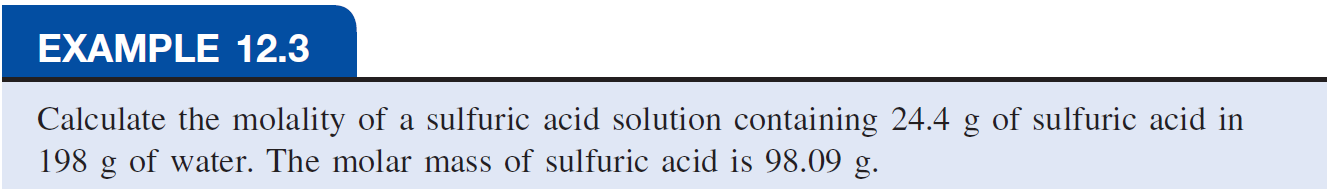 EXAMPLE 12.3
Calculate the molality of a sulfuric acid solution containing 24.4 g of sulfuric acid in
198 g of water. The molar mass of sulfuric acid is 98.09 g.